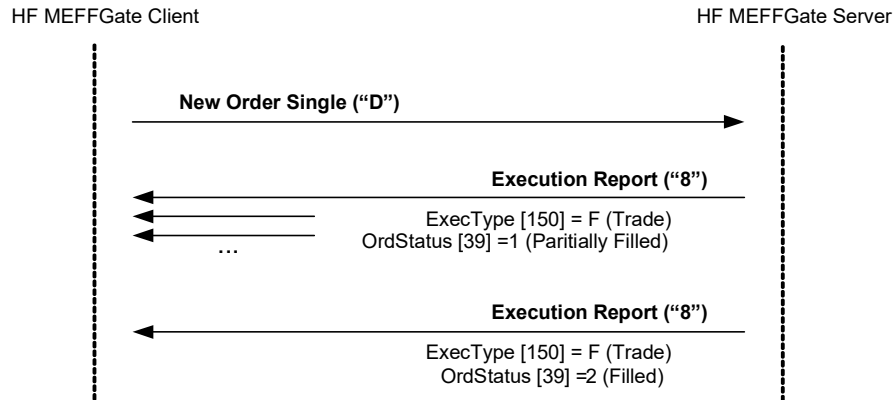 HF MEFFGate Client
HF MEFFGate Server
New Order Single (“D”)
Execution Report (“8”)
ExecType [150] = F (Trade)
OrdStatus [39] =1 (Paritially Filled)
...
Execution Report (“8”)
ExecType [150] = F (Trade)
OrdStatus [39] =2 (Filled)